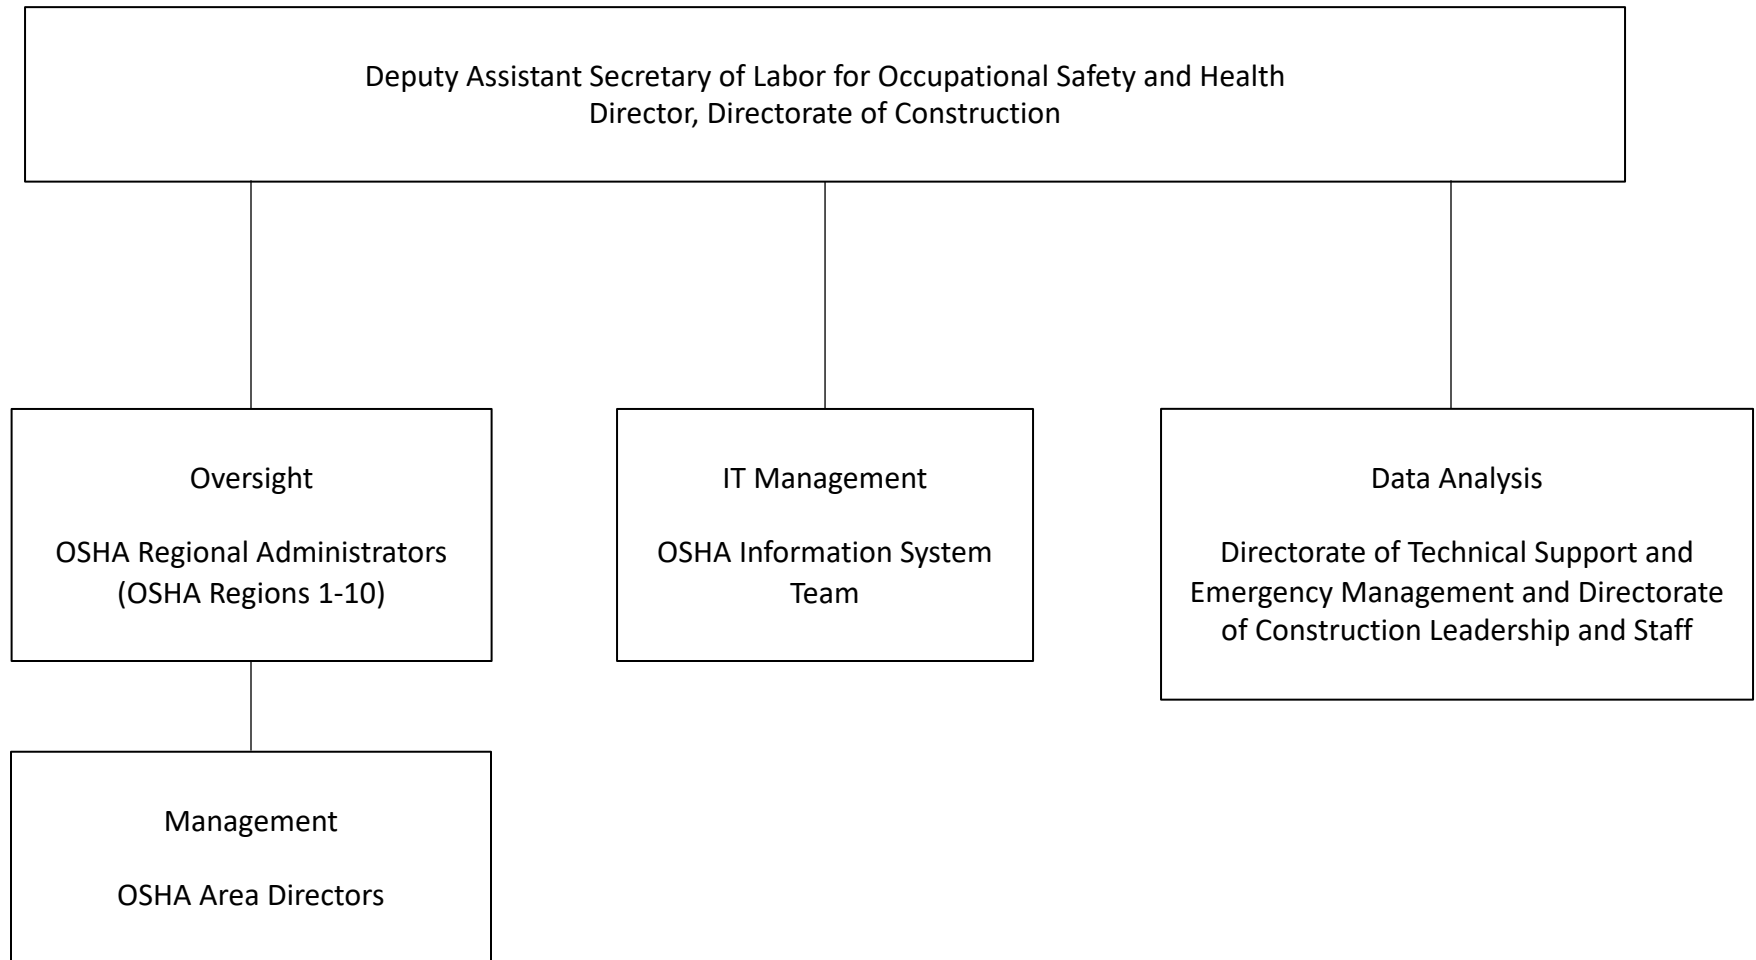 Deputy Assistant Secretary of Labor for Occupational Safety and Health
Director, Directorate of Construction
Oversight
OSHA Regional Administrators
(OSHA Regions 1-10)
IT Management
OSHA Information System
Team
Data Analysis
Directorate of Technical Support and
Emergency Management and Directorate
of Construction Leadership and Staff
Management
OSHA Area Directors